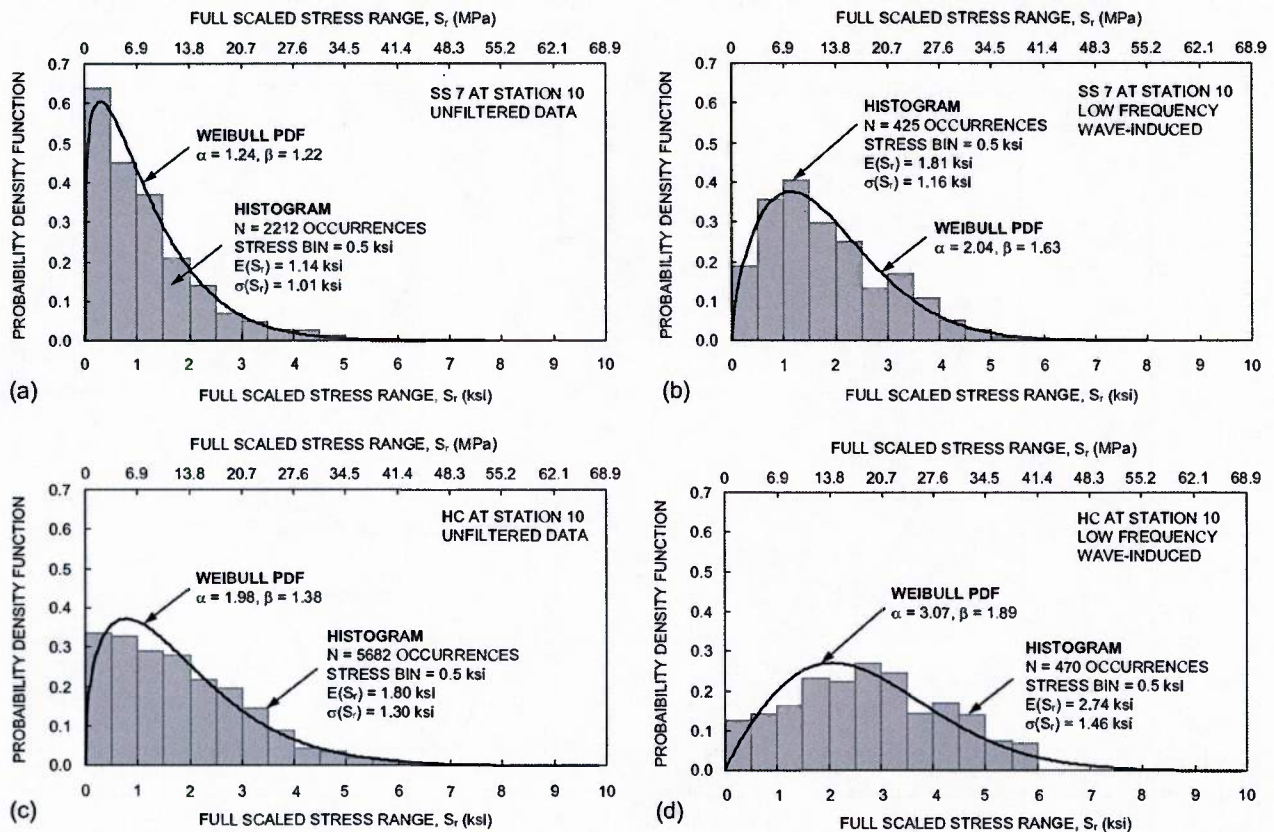 FULL SCALED STRESS RANGE, Sr (MPa)
0 6.9 13.8 20.7 27.6 34.5 41.4 48.3 55.2 62.1 68.9
PROBAIBILITY DENSITY FUNCTION
0.7
0.6
0.5
0.4
0.3
0.2
0.1
0.0
SS 7 AT STATION 10
UNFILTERED DATA
WEIBULL PDF
α = 1.24, β = 1.22
HISTOGRAM
N = 2212 OCCURRENCES
STRESS BIN = 0.5 ksi
E(Sr) = 1.14 ksi
σ(Sr) = 1.01 ksi
0 1 2 3 4 5 6 7 8 9 10
FULL SCALED STRESS RANGE, Sr (ksi)
(a)
FULL SCALED STRESS RANGE, Sr (MPa)
0 6.9 13.8 20.7 27.6 34.5 41.4 48.3 55.2 62.1 68.9
PROBAIBILITY DENSITY FUNCTION
0.7
0.6
0.5
0.4
0.3
0.2
0.1
0.0
SS 7 AT STATION 10
LOW FREQUENCY
WAVE-INDUCED
HISTOGRAM
N = 425 OCCURRENCES
STRESS BIN = 0.5 ksi
E(Sr) = 1.81 ksi
σ(Sr) = 1.16 ksi
WEIBULL PDF
α = 2.04, β = 1.63
0 1 2 3 4 5 6 7 8 9 10
FULL SCALED STRESS RANGE, Sr (ksi)
(b)
FULL SCALED STRESS RANGE, Sr (MPa)
0 6.9 13.8 20.7 27.6 34.5 41.4 48.3 55.2 62.1 68.9
PROBAIBILITY DENSITY FUNCTION
0.7
0.6
0.5
0.4
0.3
0.2
0.1
0.0
HC AT STATION 10
UNFILTERED DATA
WEIBULL PDF
α = 1.98, β = 1.38
HISTOGRAM
N = 5682 OCCURRENCES
STRESS BIN = 0.5 ksi
E(Sr) = 1.80 ksi
σ(Sr) = 1.30 ksi
0 1 2 3 4 5 6 7 8 9 10
FULL SCALED STRESS RANGE, Sr (ksi)
(c)
FULL SCALED STRESS RANGE, Sr (MPa)
0 6.9 13.8 20.7 27.6 34.5 41.4 48.3 55.2 62.1 68.9
PROBAIBILITY DENSITY FUNCTION
0.7
0.6
0.5
0.4
0.3
0.2
0.1
0.0
HC AT STATION 10
LOW FREQUENCY
WAVE-INDUCED
WEIBULL PDF
α = 3.07, β = 1.89
HISTOGRAM
N = 470 OCCURRENCES
STRESS BIN = 0.5 ksi
E(Sr) = 2.74 ksi
σ(Sr) = 1.46 ksi
0 1 2 3 4 5 6 7 8 9 10
FULL SCALED STRESS RANGE, Sr (ksi)
(d)